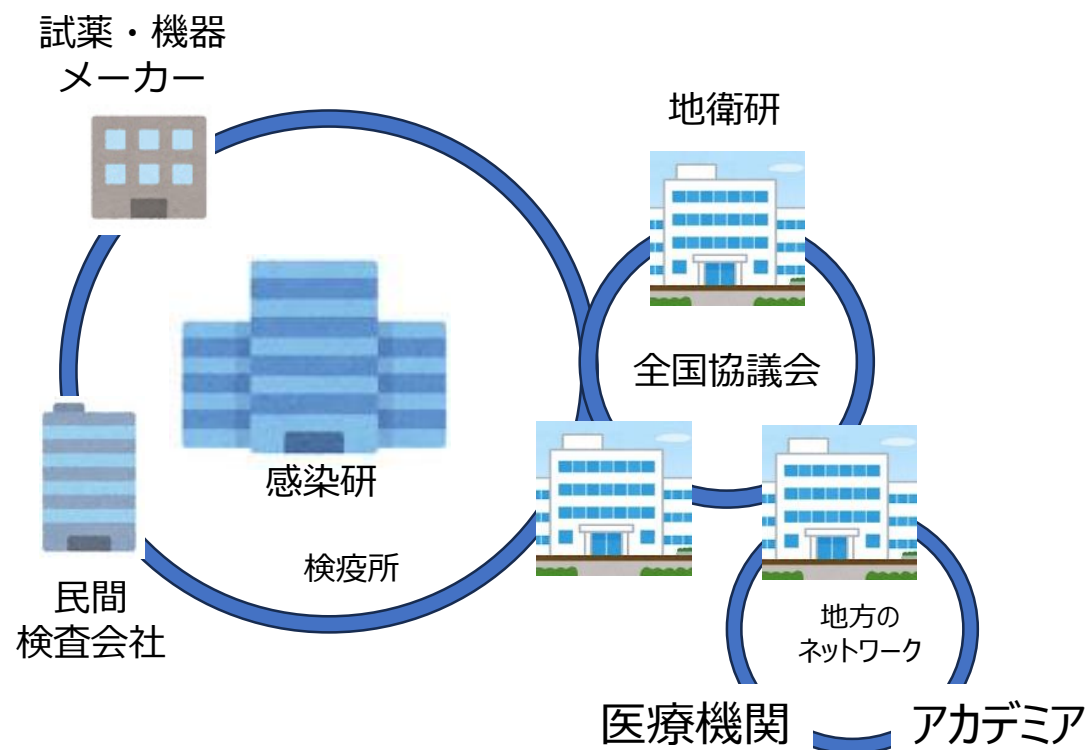 試薬・機器
メーカー
地衛研
全国協議会
感染研
検疫所
民間
検査会社
地方の
ネットワーク
医療機関
アカデミア